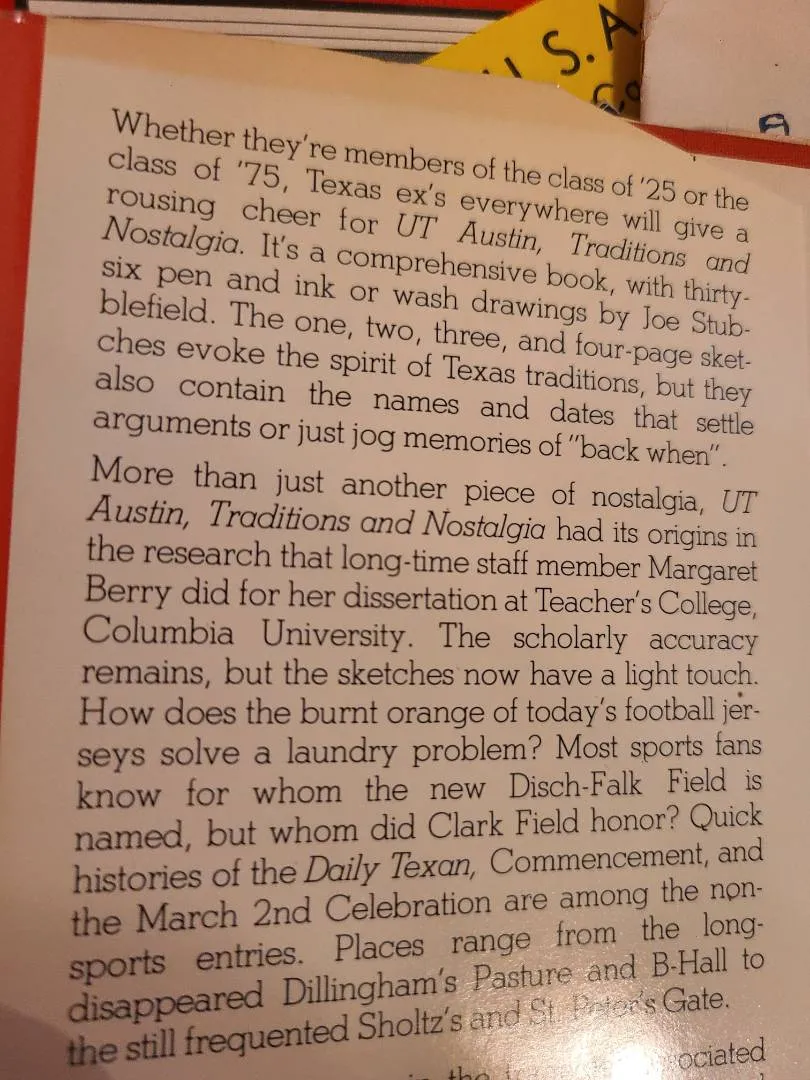 U.S.A.
Whether they're members of the class of '25 or the
class of '75, Texas ex's everywhere will give a
rousing cheer for UT Austin, Traditions and
Nostalgia. It's a comprehensive book, with thirty-
six pen and ink or wash drawings by Joe Stub-
blefield. The one, two, three, and four-page sket-
ches evoke the spirit of Texas traditions, but they
also contain the names and dates that settle
arguments or just jog memories of "back when".
More than just another piece of nostalgia, UT
Austin, Traditions and Nostalgia had its origins in
the research that long-time staff member Margaret
Berry did for her dissertation at Teacher's College,
Columbia University. The scholarly accuracy
remains, but the sketches now have a light touch.
How does the burnt orange of today's football jer-
seys solve a laundry problem? Most sports fans
know for whom the new Disch-Falk Field is
named, but whom did Clark Field honor? Quick
histories of the Daily Texan, Commencement, and
the March 2nd Celebration are among the non-
sports entries. Places range from the long-
disappeared Dillingham's Pasture and B-Hall to
the still frequented Sholtz's and St. Peter's Gate.
the